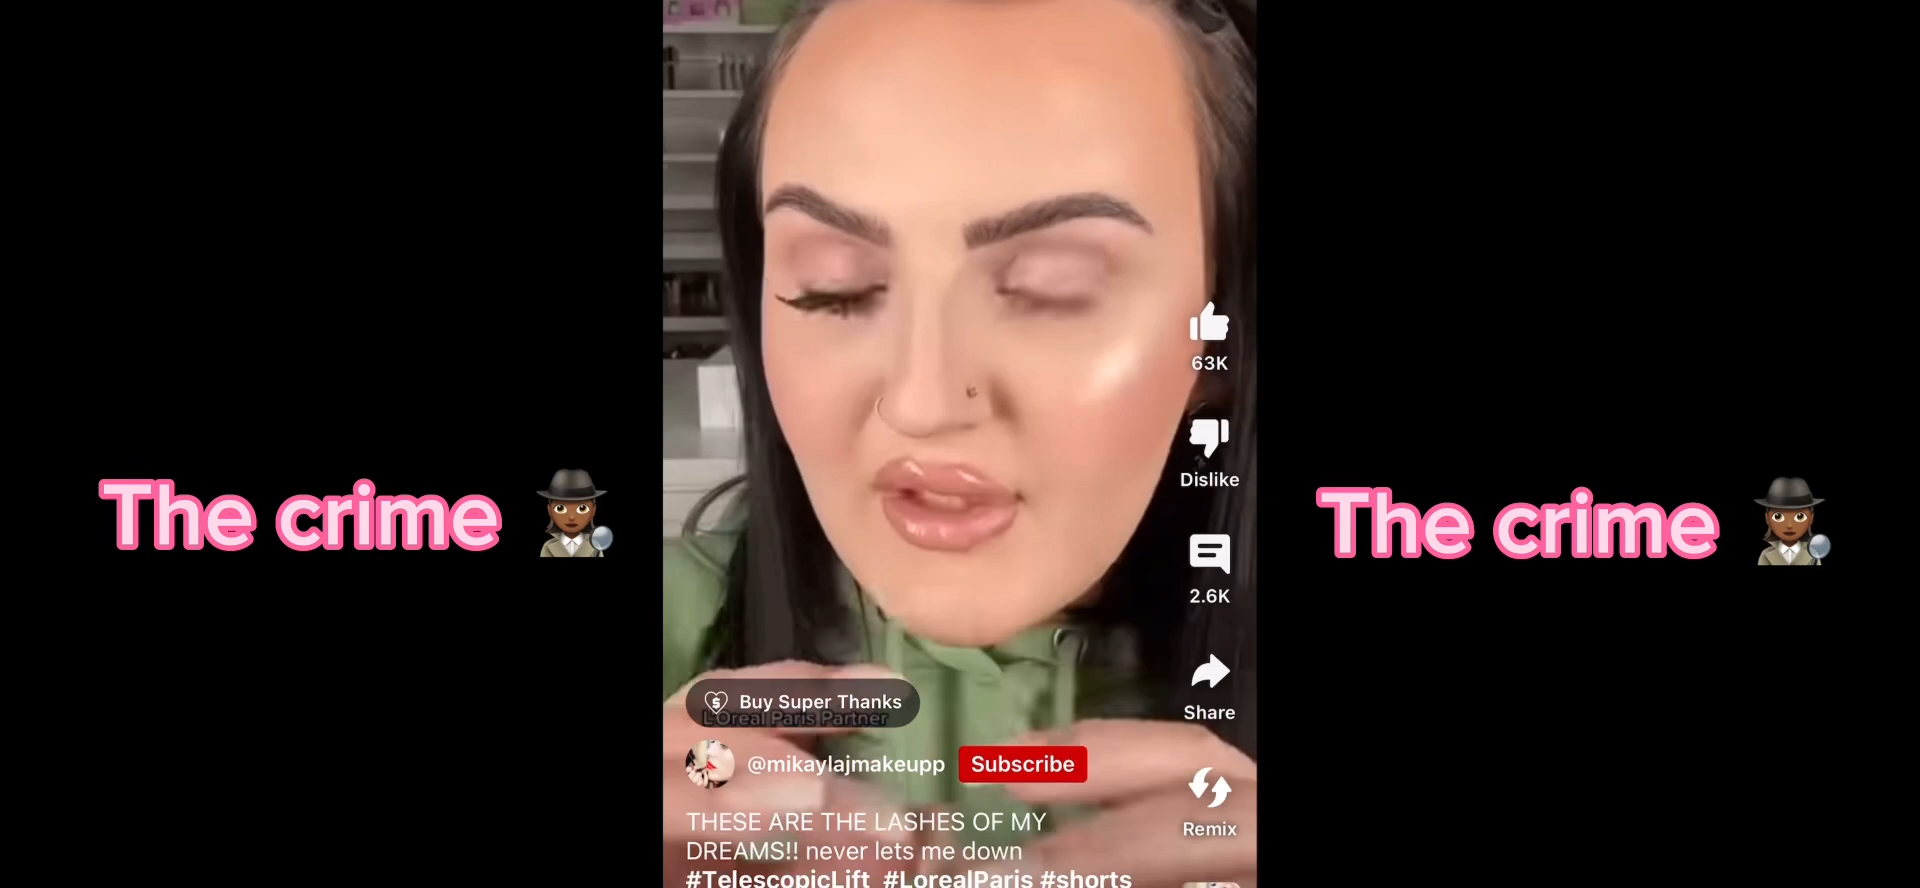 The crime
The crime
63K
Dislike
2.6K
Share
Buy Super Thanks
L'Oreal Paris Partner
@mikaylajmakeupp
Subscribe
Remix
THESE ARE THE LASHES OF MY
DREAMS!! never lets me down
#TelescopicLift #LorealParis #shorts